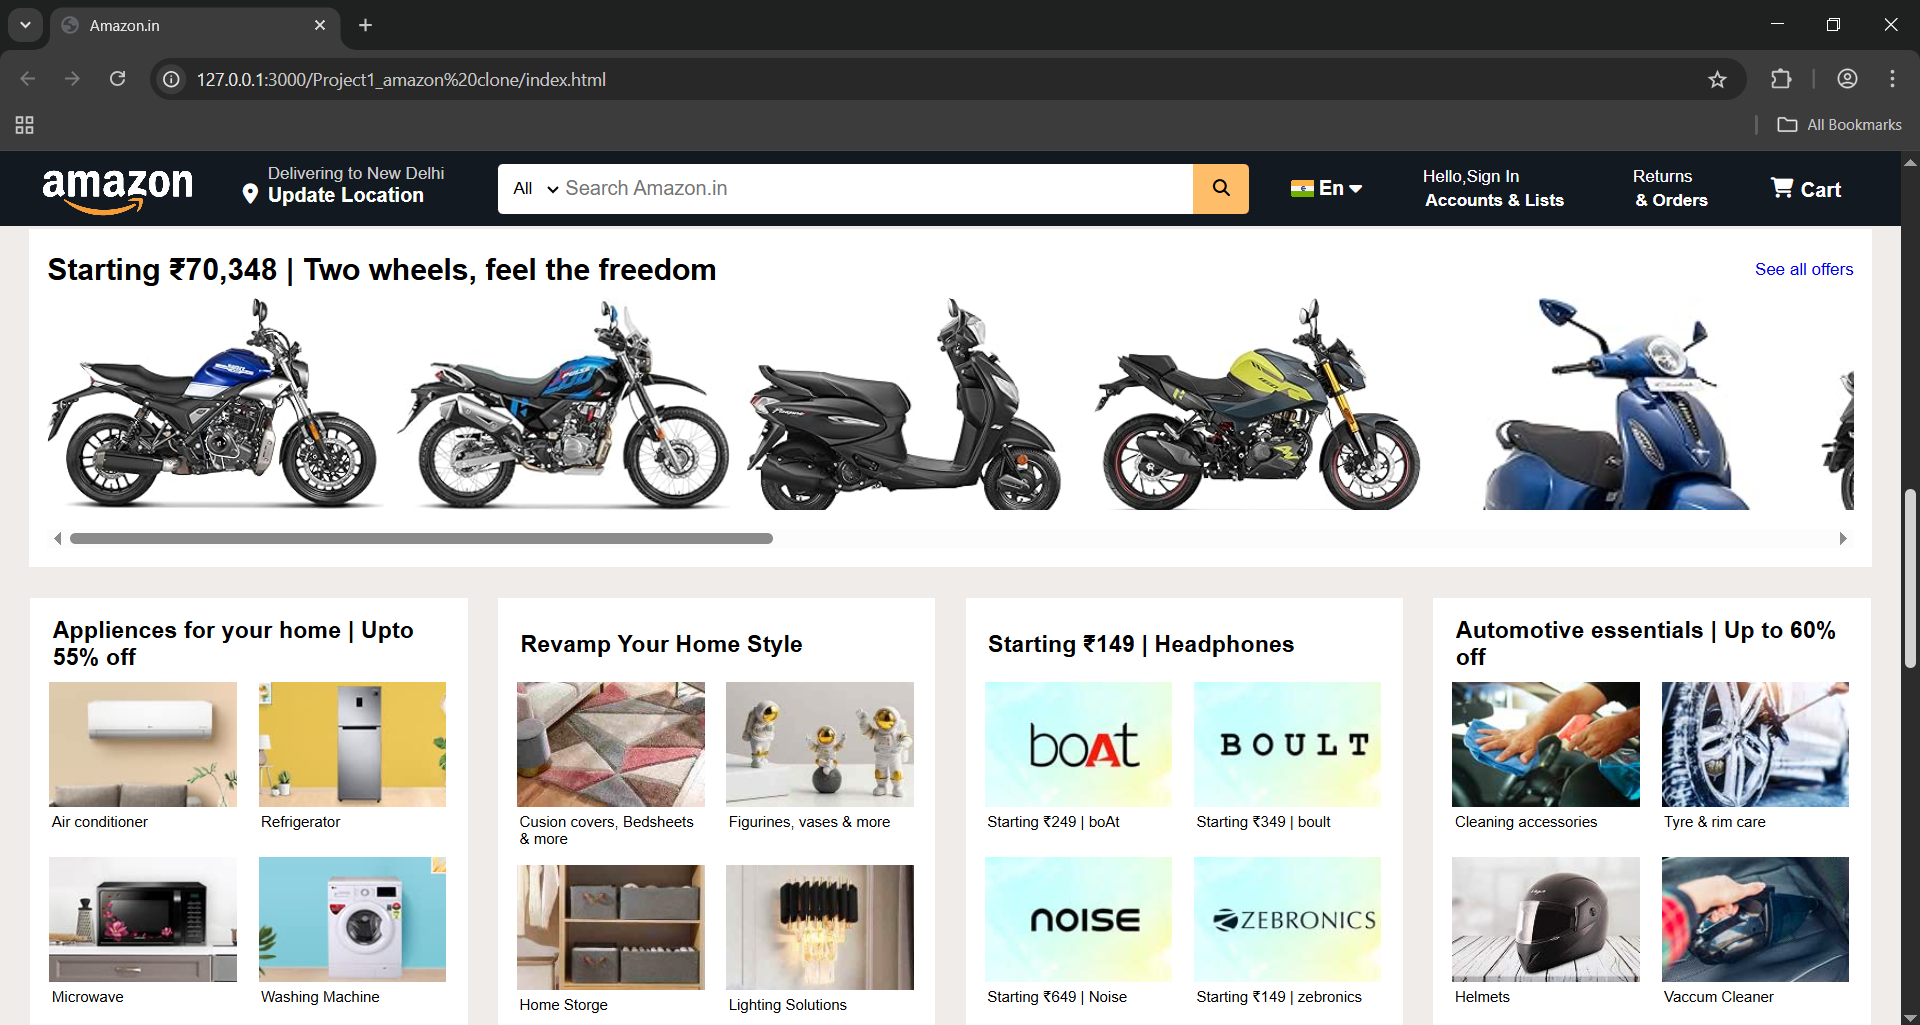 Amazon.in
127.0.0.1:3000/Project1_amazon%20clone/index.html
All Bookmarks
amazon
Delivering to New Delhi
Update Location
All
Search Amazon.in
En
Hello,Sign In
Accounts & Lists
Returns
& Orders
Cart
Starting ₹70,348 | Two wheels, feel the freedom
See all offers
Appliences for your home | Upto
55% off
Revamp Your Home Style
Starting ₹149 | Headphones
Automotive essentials | Up to 60%
off
boAt
BOULT
Air conditioner
Refrigerator
Cusion covers, Bedsheets
& more
Figurines, vases & more
Starting ₹249 | boAt
Starting ₹349 | boult
Cleaning accessories
Tyre & rim care
noise
ZEBRONICS
Microwave
Washing Machine
Home Storge
Lighting Solutions
Starting ₹649 | Noise
Starting ₹149 | zebronics
Helmets
Vaccum Cleaner